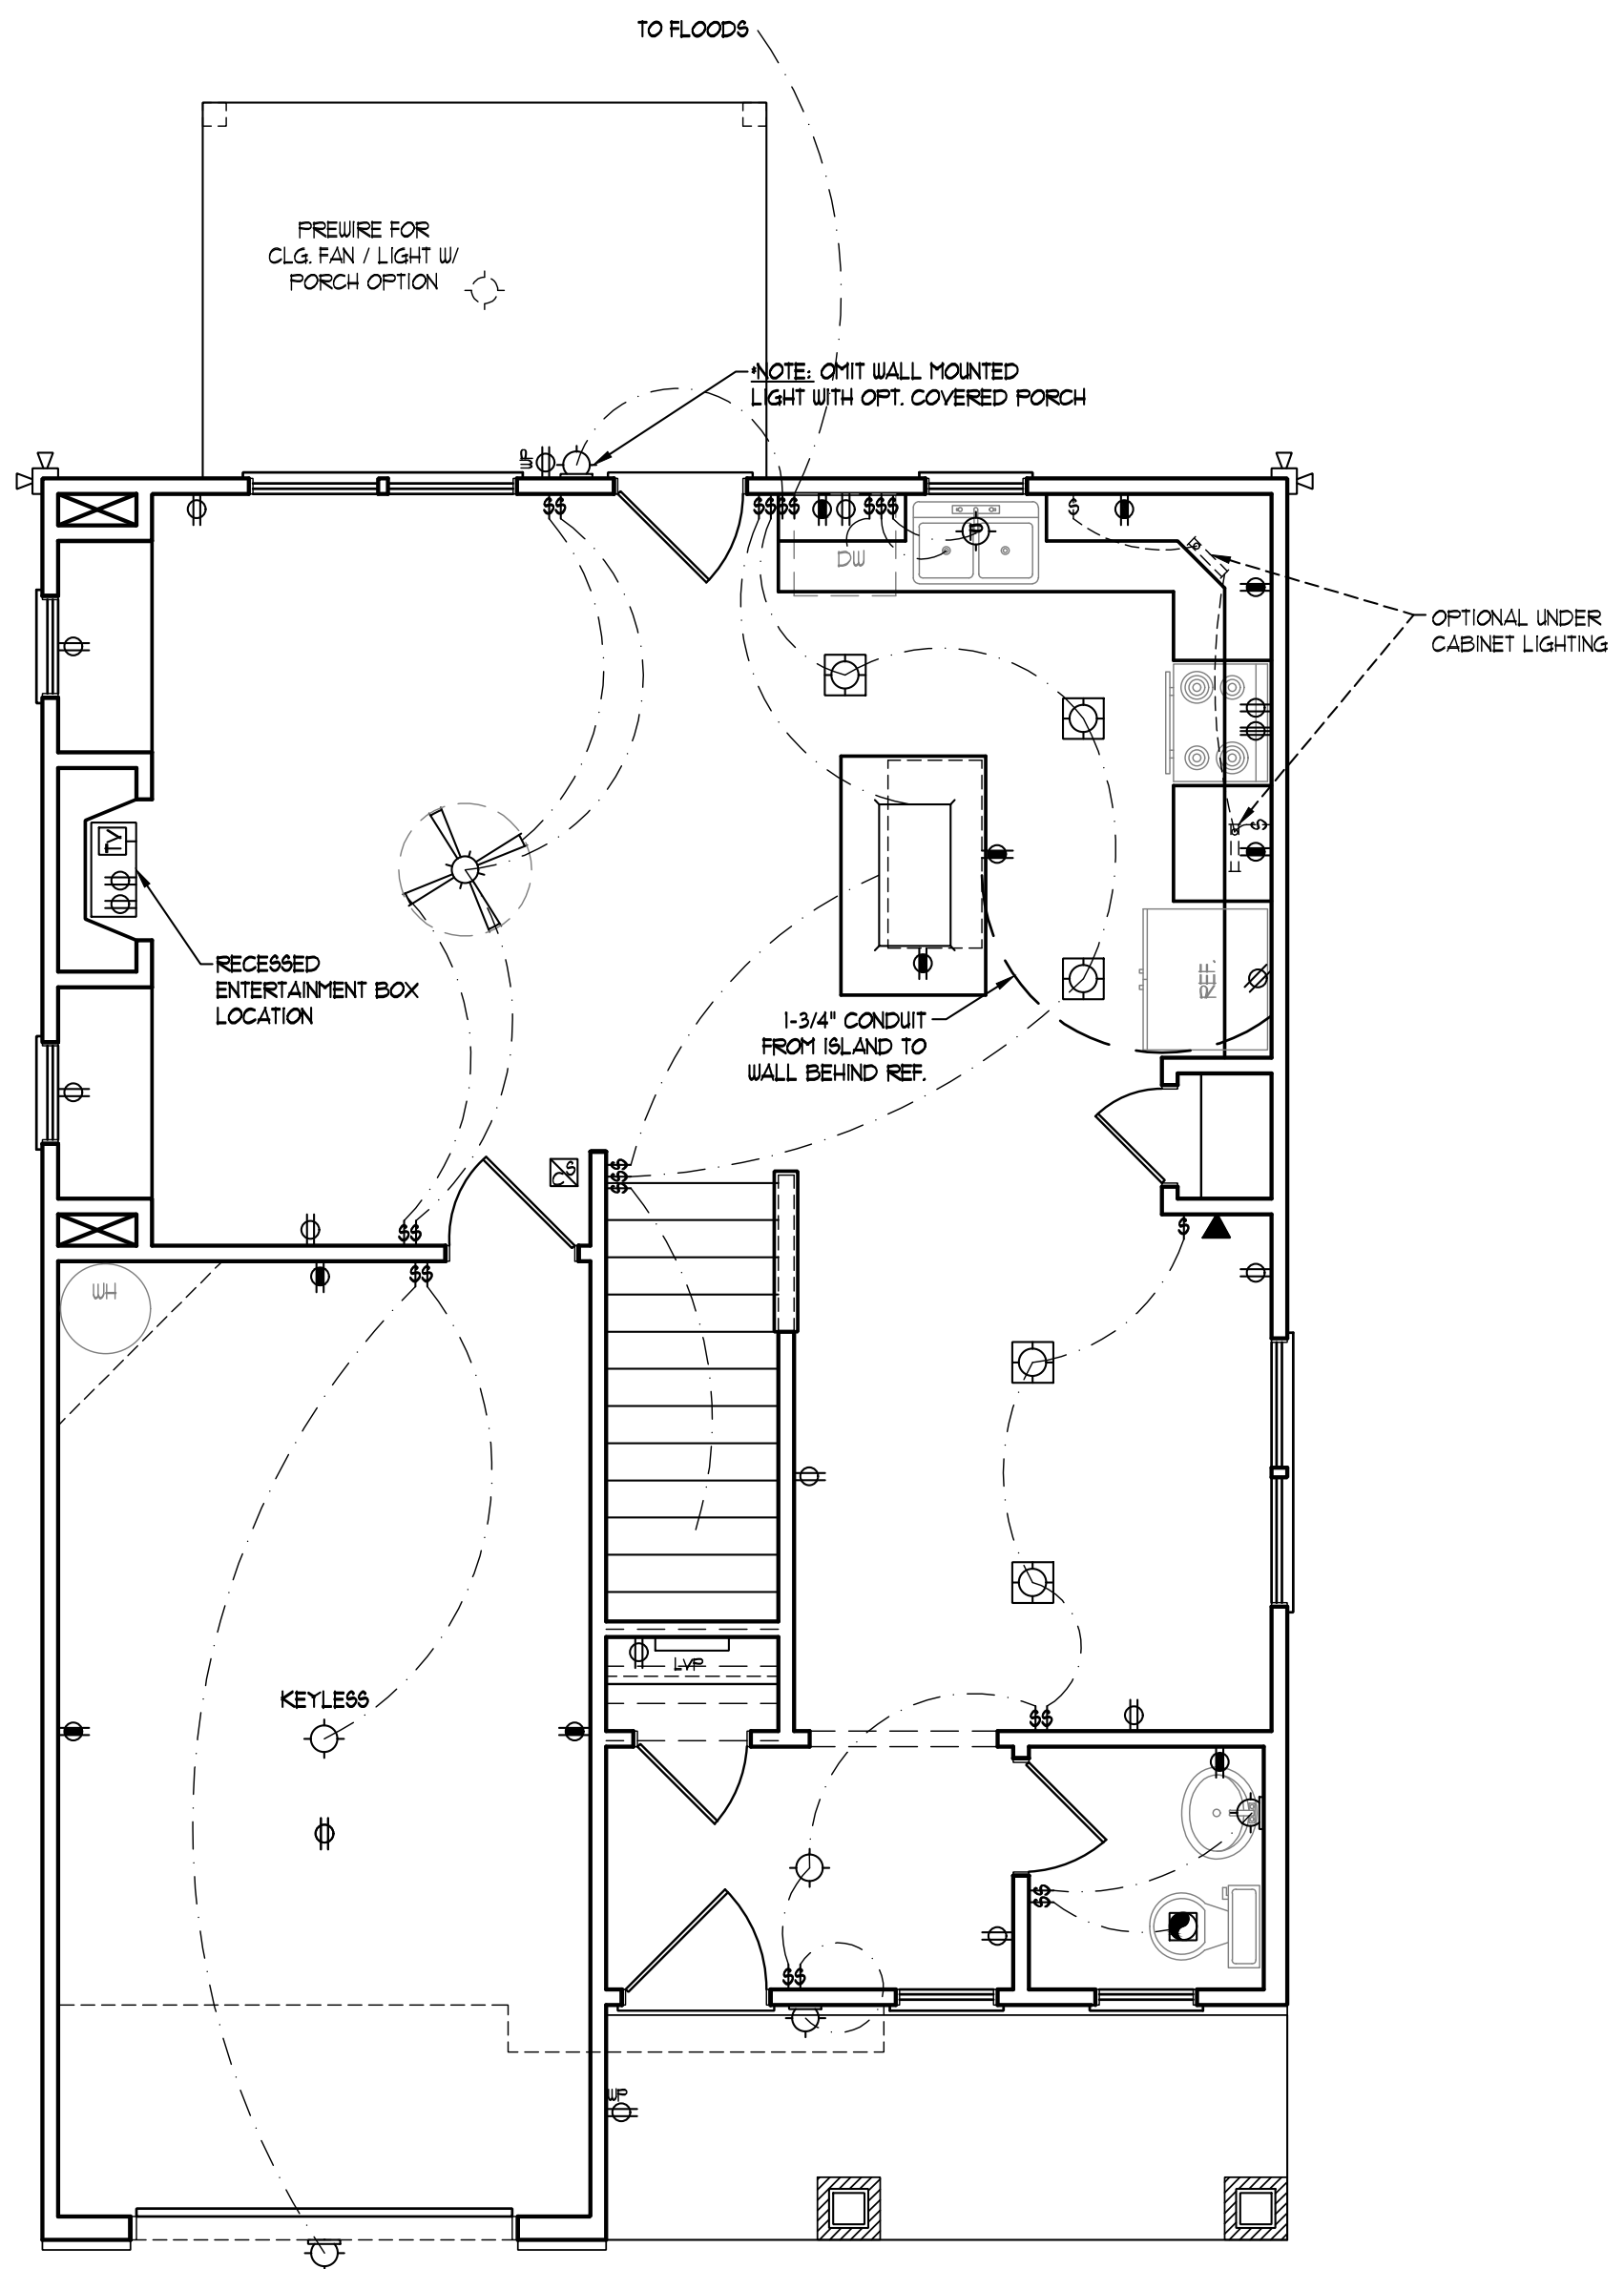 TO FLOODS
PREWIRE FOR
CLG. FAN / LIGHT W/
PORCH OPTION
*NOTE: OMIT WALL MOUNTED
LIGHT WITH OPT. COVERED PORCH
WP
$$
$$$$
$$$
$
D
DW
OPTIONAL UNDER
CABINET LIGHTING
TV
$
RECESSED
ENTERTAINMENT BOX
LOCATION
REF.
1-3/4" CONDUIT
FROM ISLAND TO
WALL BEHIND REF.
C S
$$$
$$
$
$$
WH
LVP
KEYLESS
$$
$$
$$
WP